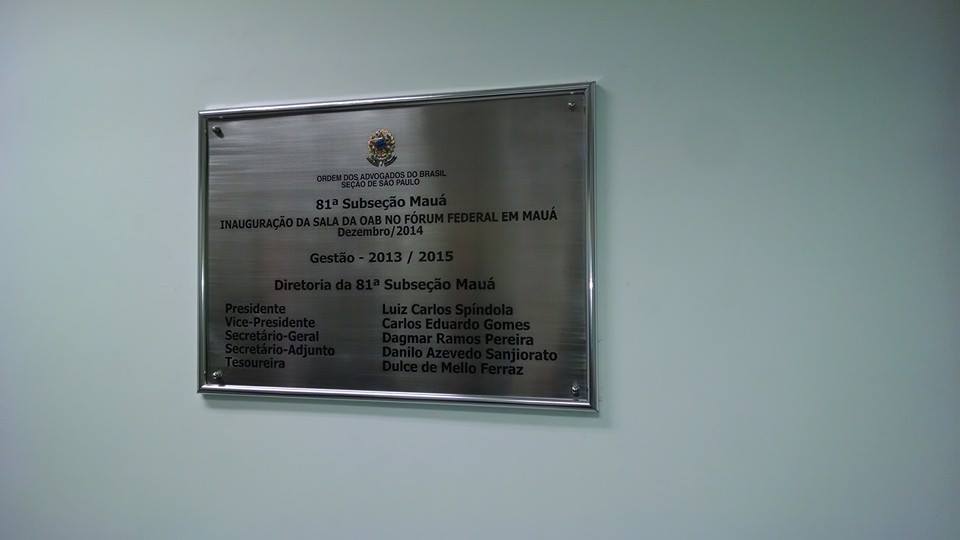 ORDEM DOS ADVOGADOS DO BRASIL
SEÇÃO DE SÃO PAULO
81ª Subseção Mauá
INAUGURAÇÃO DA SALA DA OAB NO FÓRUM FEDERAL EM MAUÁ
Dezembro/2014
Gestão - 2013 / 2015
Diretoria da 81ª Subseção Mauá
Presidente Luiz Carlos Spíndola
Vice-Presidente Carlos Eduardo Gomes
Secretário-Geral Dagmar Ramos Pereira
Secretário-Adjunto Danilo Azevedo Sanjiorato
Tesoureira Dulce de Mello Ferraz